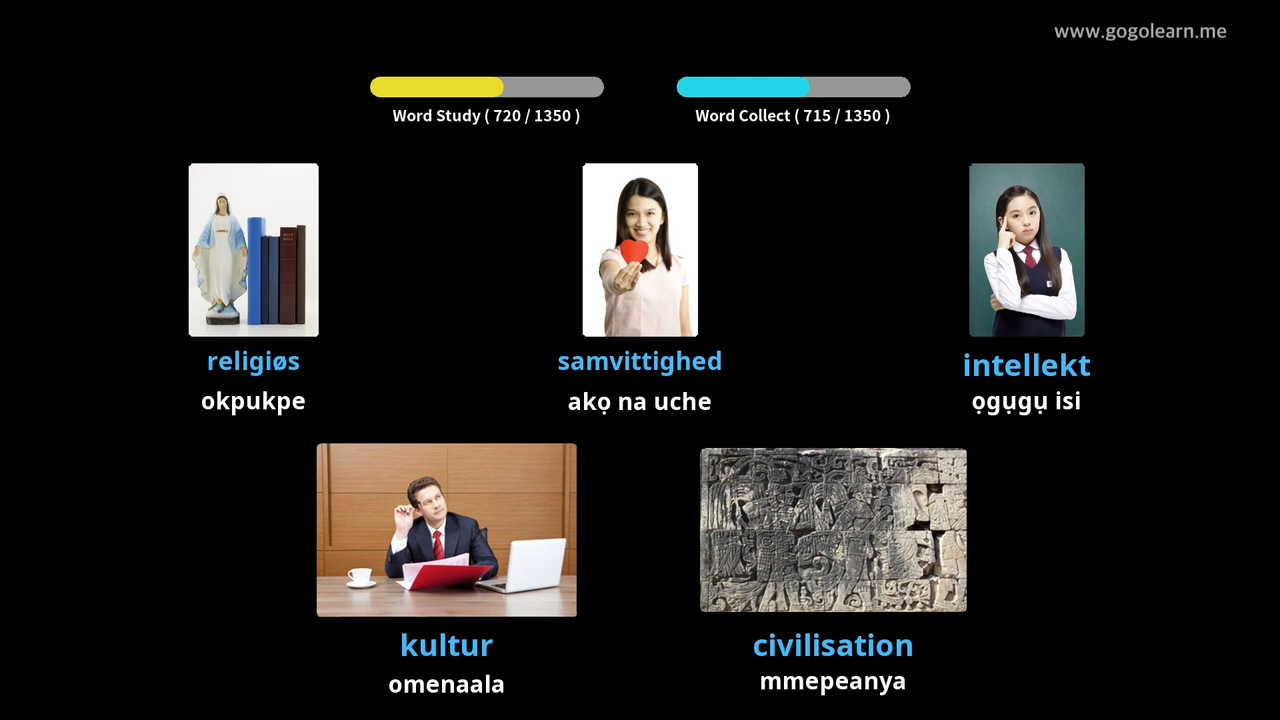 www.gogolearn.me
Word Study ( 720 / 1350 )
Word Collect ( 715 / 1350 )
religiøs
samvittighed
intellekt
okpukpe
akọ na uche
ọgụgụ isi
kultur
civilisation
omenaala
mmepeanya